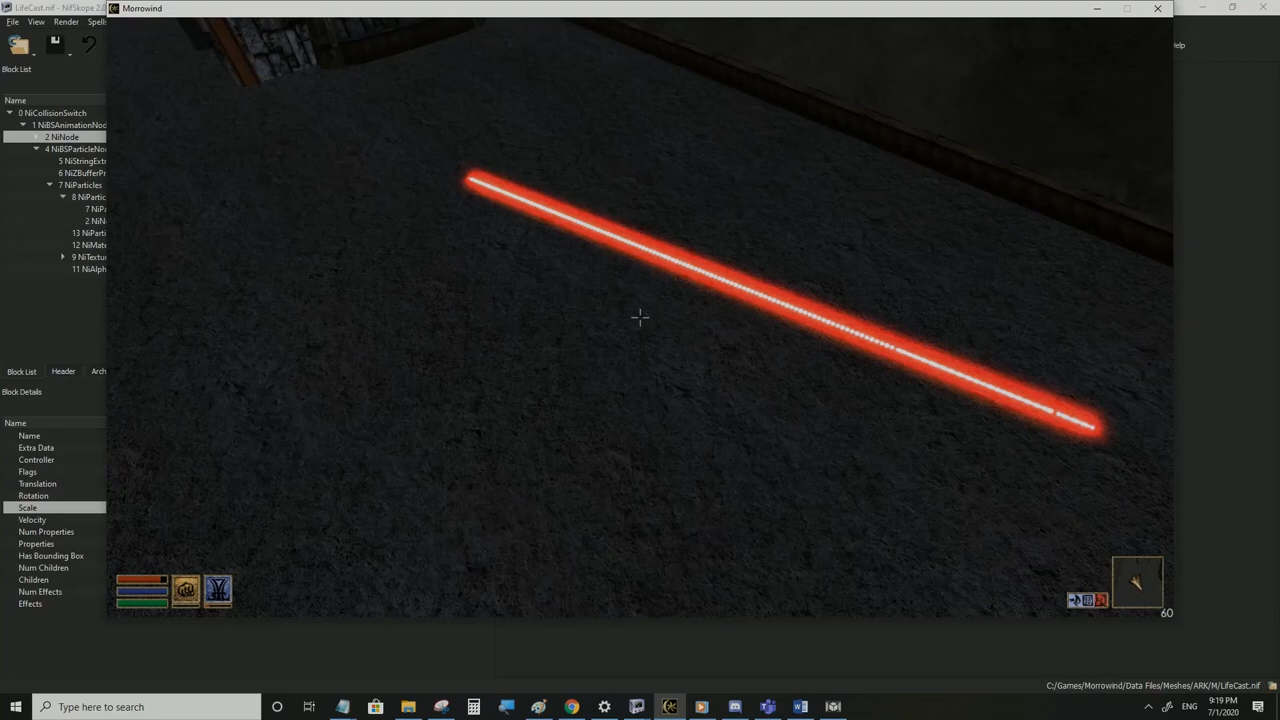 LifeCast.nif - NifSkope 2.0
Morrowind
File View Render Spells
Help
Block List
Name
0 NiCollisionSwitch
1 NiBSAnimationNod
2 NiNode
4 NiBSParticleNod
5 NiStringExtr
6 NiZBufferPr
7 NiParticles
8 NiPartic
7 NiPa
2 NiN
13 NiParti
12 NiMate
9 NiTextur
11 NiAlph
Block List Header Arch
Block Details
Name
Name
Extra Data
Controller
Flags
Translation
Rotation
Scale
Velocity
Num Properties
Properties
Has Bounding Box
Num Children
Children
Num Effects
Effects
60
C:/Games/Morrowind/Data Files/Meshes/ARK/M/LifeCast.nif
Type here to search
ENG
9:19 PM
7/1/2020